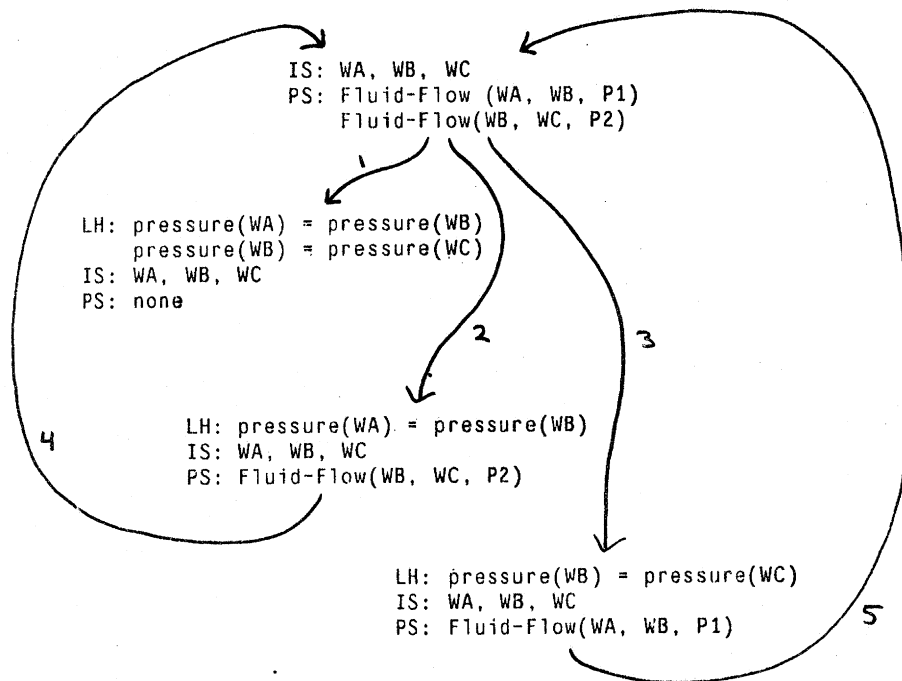 IS: WA, WB, WC
PS: Fluid-Flow (WA, WB, P1)
Fluid-Flow(WB, WC, P2)
1
LH: pressure(WA) = pressure(WB)
pressure(WB) = pressure(WC)
IS: WA, WB, WC
PS: none
2
3
4
LH: pressure(WA) = pressure(WB)
IS: WA, WB, WC
PS: Fluid-Flow(WB, WC, P2)
LH: pressure(WB) = pressure(WC)
IS: WA, WB, WC
PS: Fluid-Flow(WA, WB, P1)
5